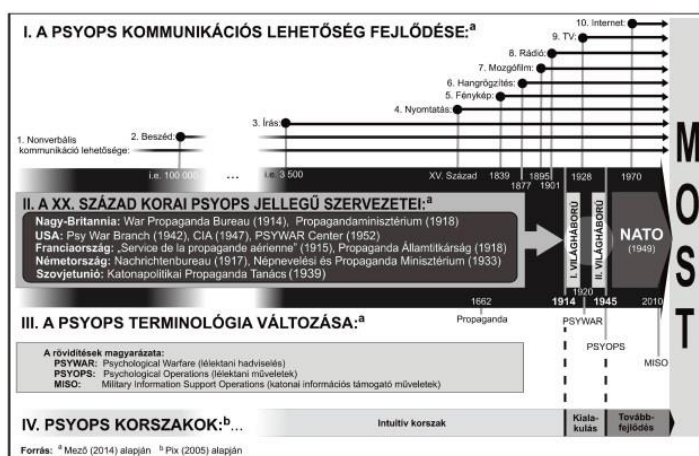 I. A PSYOPS KOMMUNIKÁCIÓS LEHETŐSÉG FEJLŐDÉSE:a
10. Internet:
9. TV:
8. Rádió:
7. Mozgófilm:
6. Hangrögzítés:
5. Fénykép:
4. Nyomtatás:
3. Írás:
2. Beszéd:
1. Nonverbális
kommunikáció lehetősége:
i.e. 100 000 ... i.e. 3 500 XV. Század 1839 1877 1895 1901 1928 1970
II. A XX. SZÁZAD KORAI PSYOPS JELLEGŰ SZERVEZETEI:a
Nagy-Britannia: War Propaganda Bureau (1914), Propagandaminisztérium (1918)
USA: Psy War Branch (1942), CIA (1947), PSYWAR Center (1952)
Franciaország: „Service de la propagande aérienne” (1915), Propaganda Államtitkárság (1918)
Németország: Nachrichtenbureau (1917), Népnevelési és Propaganda Minisztérium (1933)
Szovjetunió: Katonapolitikai Propaganda Tanács (1939)
I. VILÁGHÁBORÚ
II. VILÁGHÁBORÚ
NATO
(1949)
MOST
1662 1914 1920 1945 2010
Propaganda
PSYWAR
PSYOPS
MISO
III. A PSYOPS TERMINOLÓGIA VÁLTOZÁSA:a
A rövidítések magyarázata:
PSYWAR: Psychological Warfare (lélektani hadviselés)
PSYOPS: Psychological Operations (lélektani műveletek)
MISO: Military Information Support Operations (katonai információs támogató műveletek)
IV. PSYOPS KORSZAKOK:b...
Intuitív korszak
Kiala-
kulás
Tovább-
fejlődés
Forrás: a Mező (2014) alapján b Pix (2005) alapján